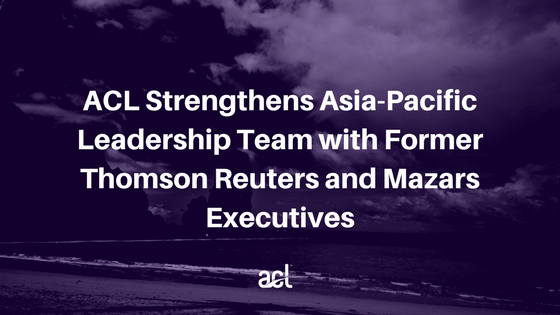 ACL Strengthens Asia-Pacific
Leadership Team with Former
Thomson Reuters and Mazars
Executives
acl